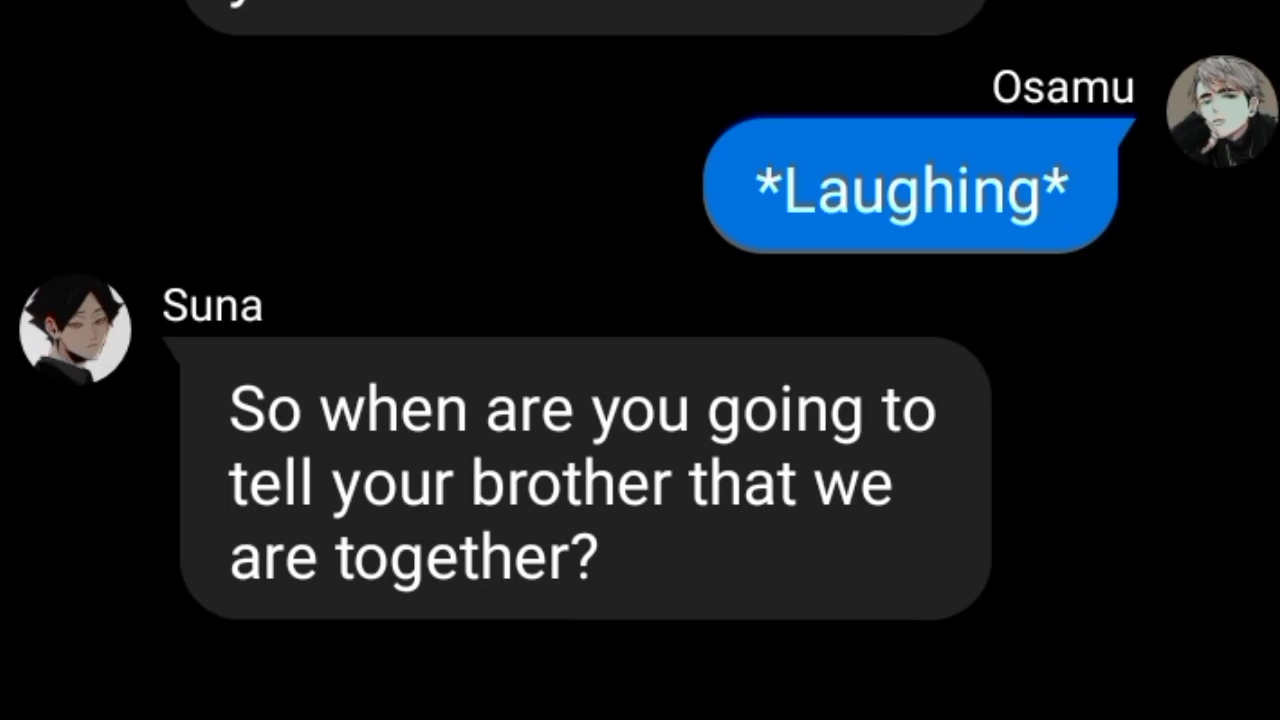 Osamu
*Laughing*
Suna
So when are you going to
tell your brother that we
are together?